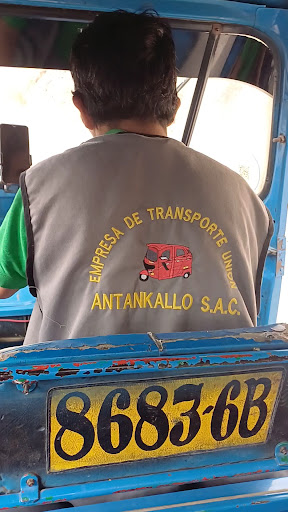 EMPRESA DE TRANSPORTE UNION
ANTANKALLO S.A.C.
8683-6B